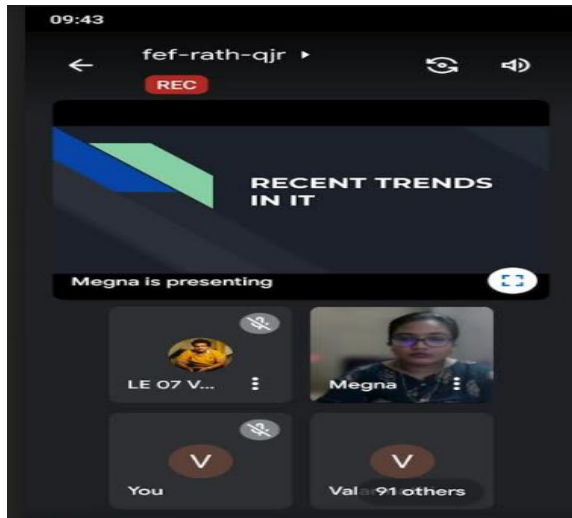 09:43
fef-rath-qjr
REC
RECENT TRENDS
IN IT
Megna is presenting
LE 07 V...
Megna
V
You
V
91 others